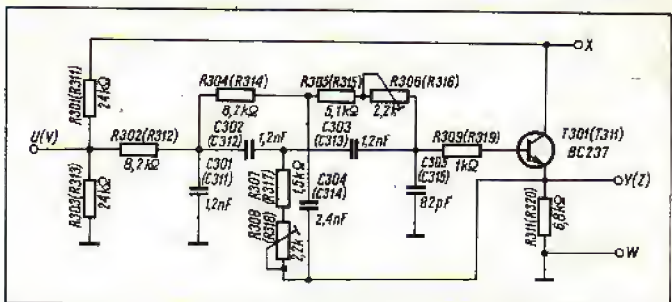 X
R301(R311)
24kΩ
R304(R314)
8,2kΩ
R305(R315)
5,1kΩ
R306(R316)
2,2k
U(V)
R302(R312)
8,2kΩ
C302
(C312)
1,2nF
C303
(C313)
1,2nF
R309(R319)
1kΩ
T301(T311)
BC237
R303(R313)
24kΩ
C301
(C311)
1,2nF
R307
(R317)
1,5kΩ
C304
(C314)
2,4nF
(C315)
82pF
Y(Z)
R308
(R318)
2,2k
R311(R320)
6,8kΩ
W